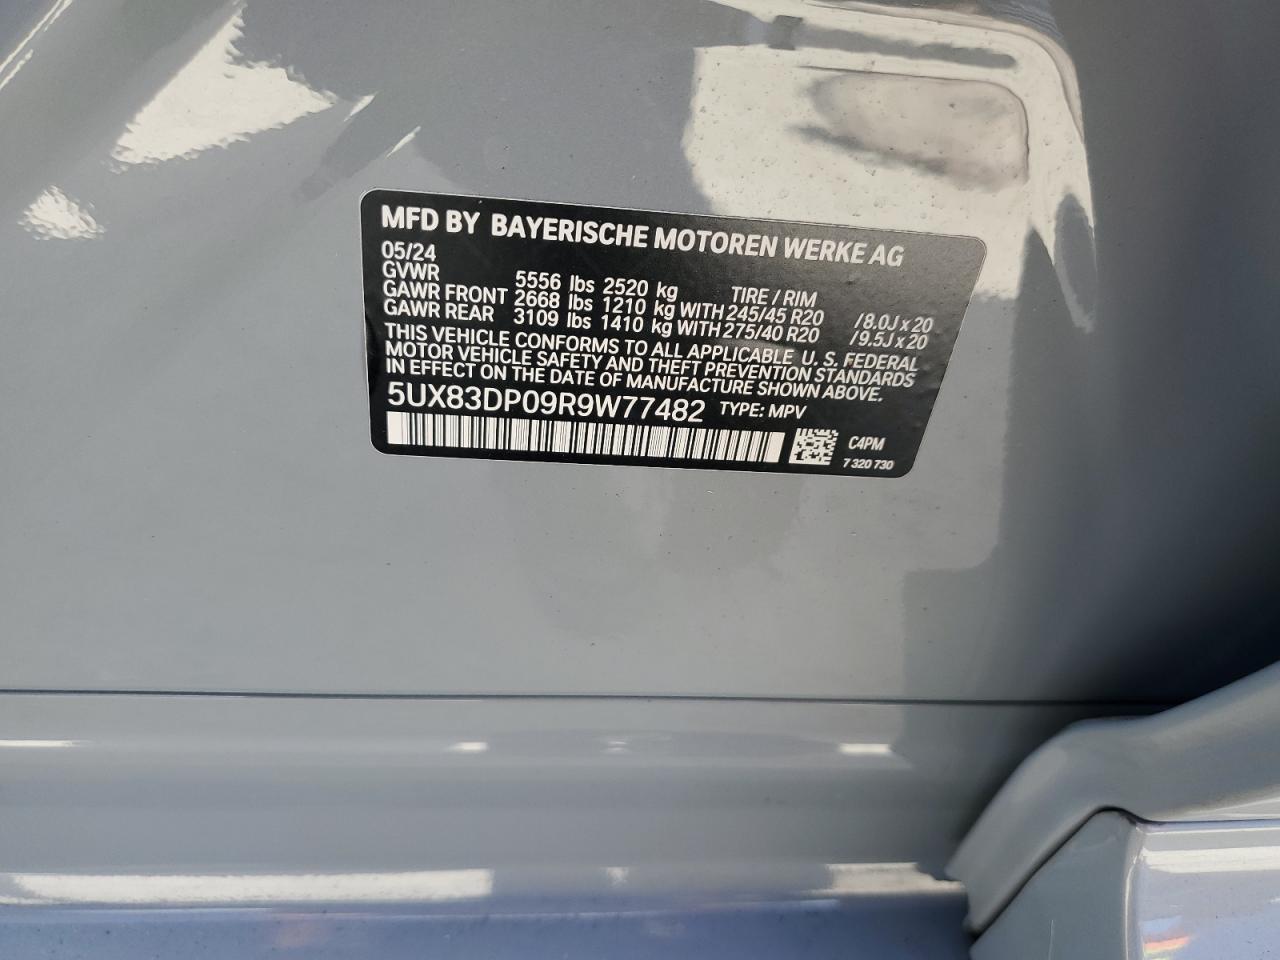 MFD BY BAYERISCHE MOTOREN WERKE AG
05/24
GVWR 5556 lbs 2520 kg TIRE / RIM
GAWR FRONT 2668 lbs 1210 kg WITH 245/45 R20 /8.0J x 20
GAWR REAR 3109 lbs 1410 kg WITH 275/40 R20 /9.5J x 20
THIS VEHICLE CONFORMS TO ALL APPLICABLE U. S. FEDERAL
MOTOR VEHICLE SAFETY AND THEFT PREVENTION STANDARDS
IN EFFECT ON THE DATE OF MANUFACTURE SHOWN ABOVE.
5UX83DP09R9W77482 TYPE: MPV
C4PM
7 320 730